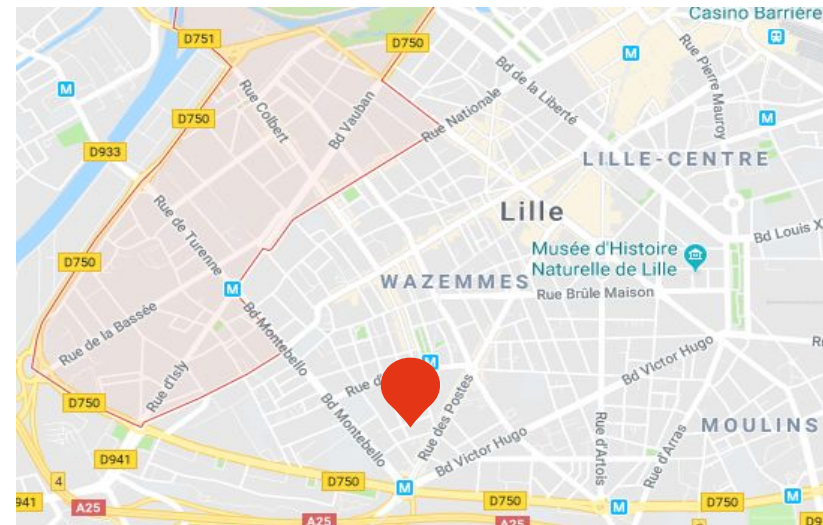 Casino Barrière
D751
D750
M
M
Bd de la Liberté
Rue Pierre Mauroy
M
Rue Colbert
Bd Vauban
Rue Nationale
D750
M
D933
LILLE-CENTRE
Lille
Rue de Turenne
Bd Louis X
Musée d'Histoire
Naturelle de Lille
D750
WAZEMMES
M
Rue Brûle Maison
Rue de la Bassée
Bd Montebello
M
Bd Victor Hugo
Rue d'Isly
Rue d
Rue des Postes
D750
Bd Montebello
MOULINS
Rue d'Artois
Rue d'Arras
Bd Victor Hugo
D941
4
D750
M
D750
M
D750
M
941
A25
A25
A25
D9